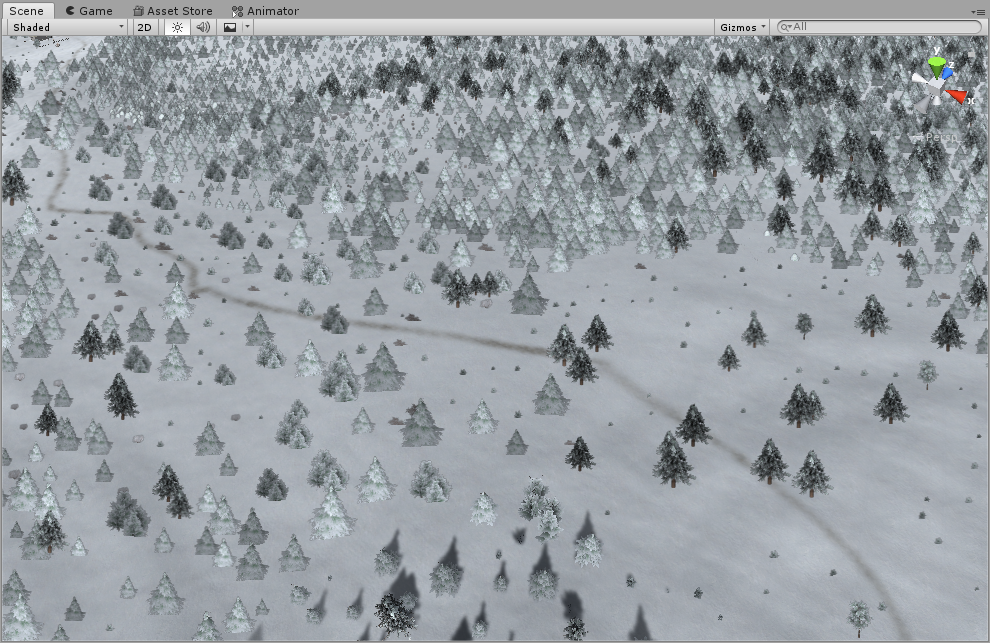 Scene Game Asset Store Animator
Shaded 2D Gizmos All
y
z
x
Persp